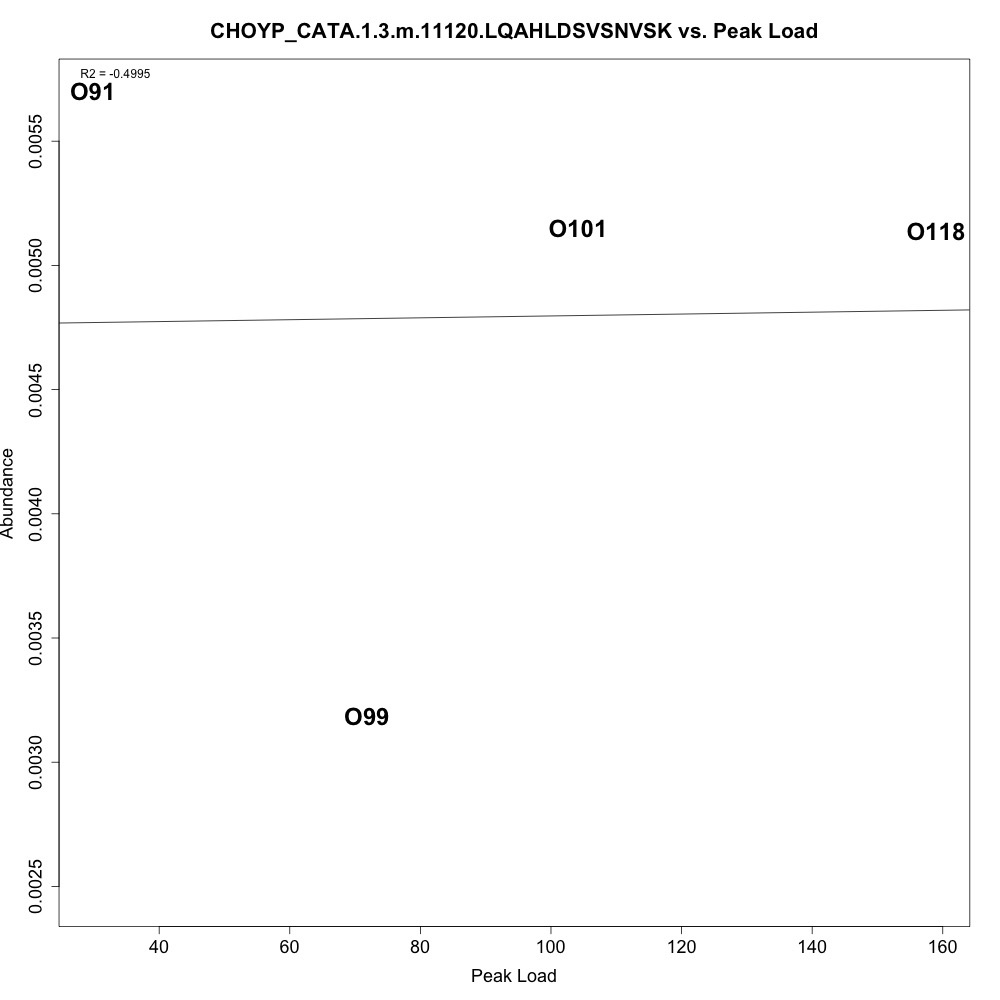 CHOYP_CATA.1.3.m.11120.LQAHLDSVSNVSK vs. Peak Load
R2 = -0.4995
O91
O101
O118
O99
0.0055
0.0050
0.0045
0.0040
0.0035
0.0030
0.0025
Abundance
40 60 80 100 120 140 160
Peak Load